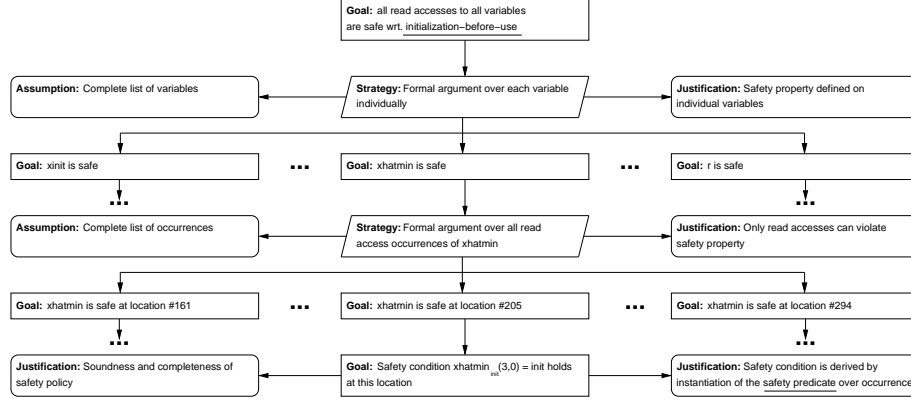 Goal: all read accesses to all variables
are safe wrt. initialization−before−use
Assumption: Complete list of variables
Strategy: Formal argument over each variable
individually
Justification: Safety property defined on
individual variables
Goal: xinit is safe
...
Goal: xhatmin is safe
...
Goal: r is safe
...
...
Assumption: Complete list of occurrences
Strategy: Formal argument over all read
access occurrences of xhatmin
Justification: Only read accesses can violate
safety property
Goal: xhatmin is safe at location #161
...
Goal: xhatmin is safe at location #205
...
Goal: xhatmin is safe at location #294
...
...
Justification: Soundness and completeness of
safety policy
Goal: Safety condition xhatmin init (3,0) = init holds
at this location
Justification: Safety condition is derived by
instantiation of the safety predicate over occurrence